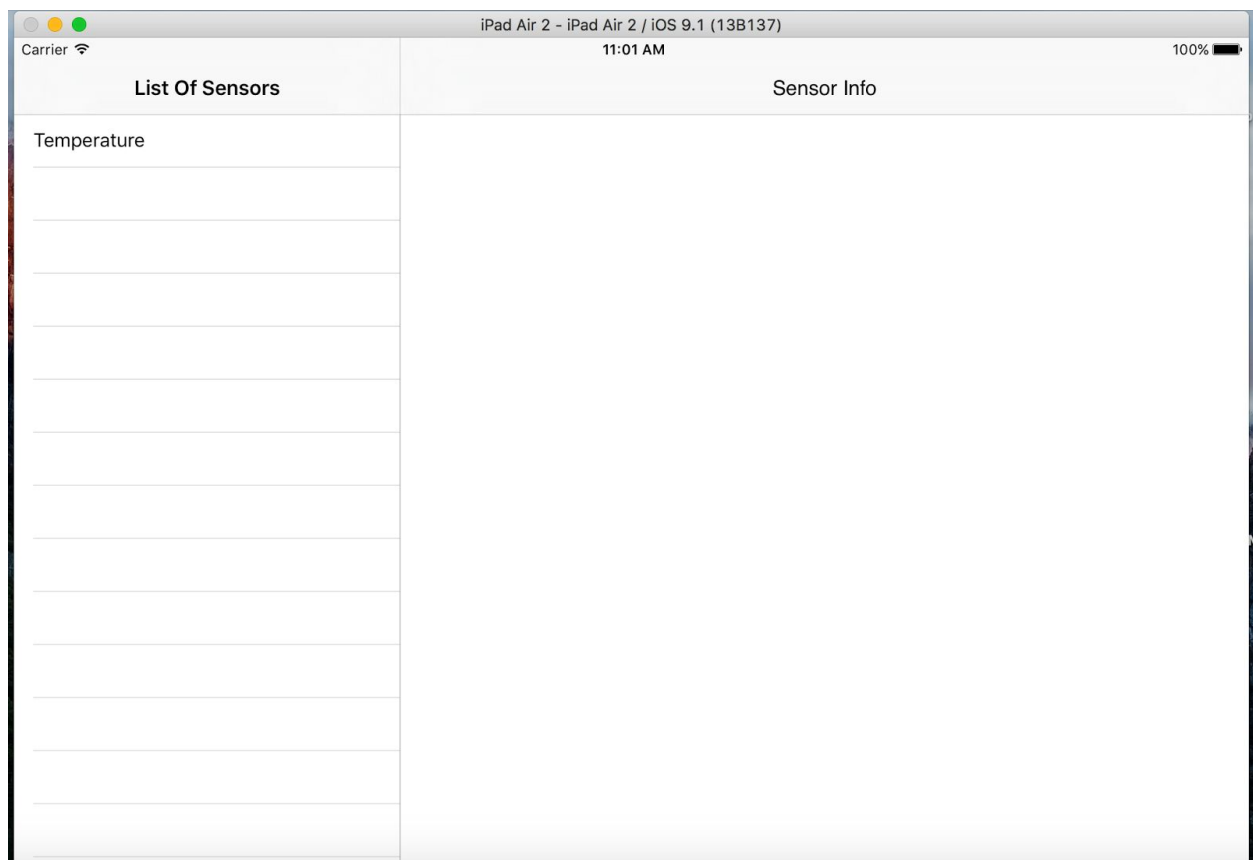 iPad Air 2 - iPad Air 2 / iOS 9.1 (13B137)
Carrier 11:01 AM 100%
List Of Sensors Sensor Info
Temperature